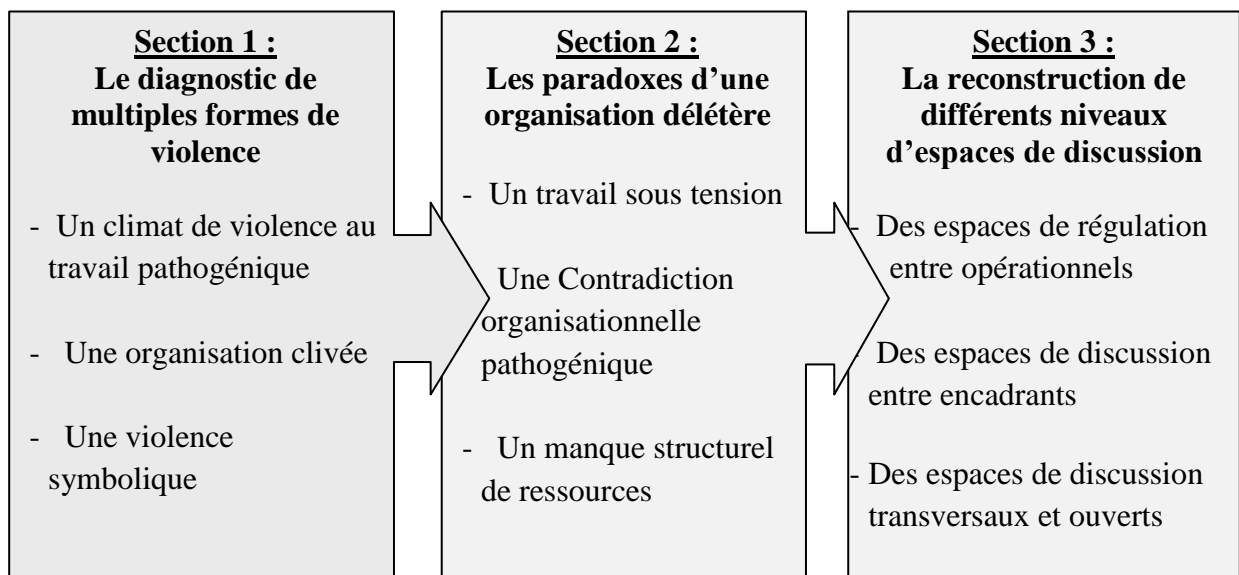 Section 1 :
Le diagnostic de
multiples formes de
violence
- Un climat de violence au
travail pathogénique
- Une organisation clivée
- Une violence
symbolique
Section 2 :
Les paradoxes d’une
organisation délétère
- Un travail sous tension
Une Contradiction
organisationnelle
pathogénique
- Un manque structurel
de ressources
Section 3 :
La reconstruction de
différents niveaux
d’espaces de discussion
- Des espaces de régulation
entre opérationnels
- Des espaces de discussion
entre encadrants
- Des espaces de discussion
transversaux et ouverts